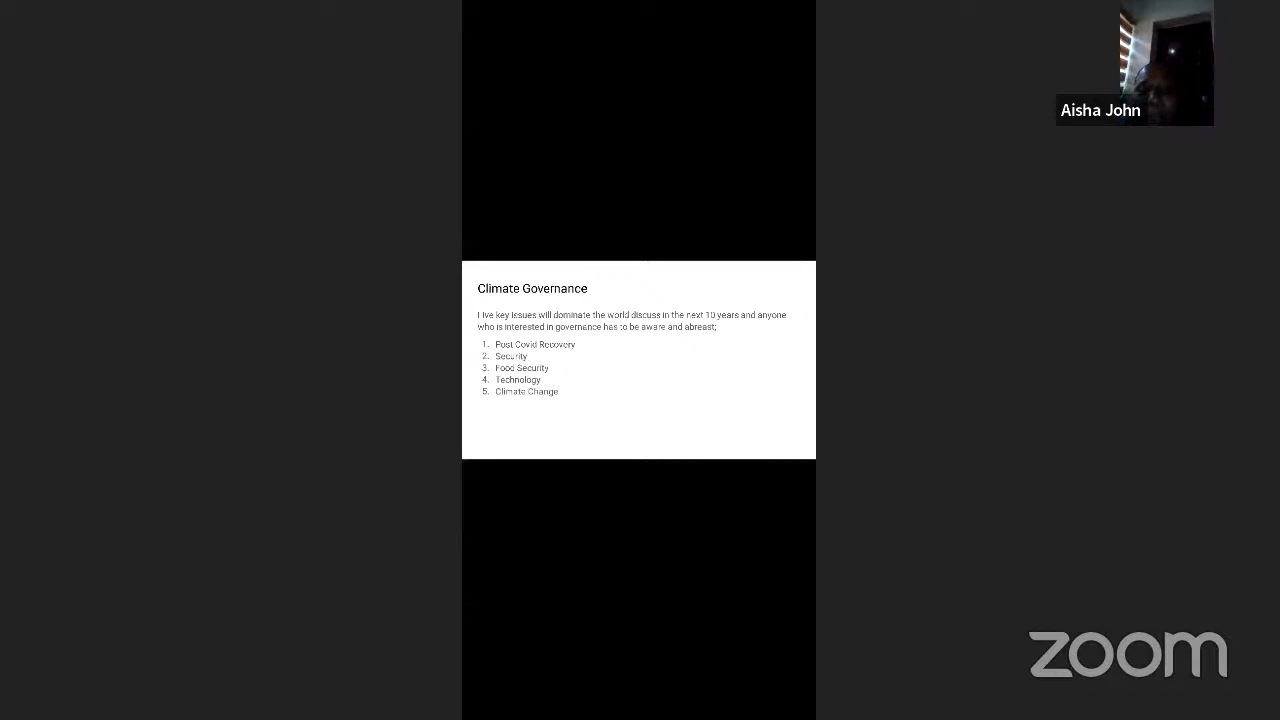 Aisha John
Climate Governance
Five key issues will dominate the world discuss in the next 10 years and anyone
who is interested in governance has to be aware and abreast;
1. Post Covid Recovery
2. Security
3. Food Security
4. Technology
5. Climate Change
zoom